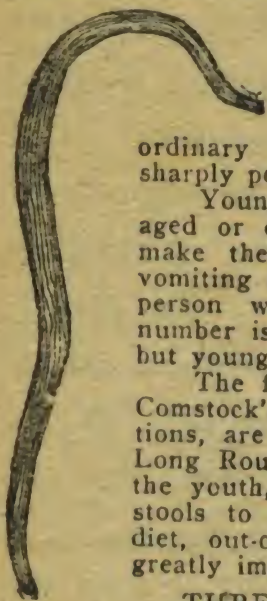 ordinary
sharply
Youn
aged or
make the
vomiting
person w
number is
but young
The
Comstock'
tions, are
Long Rou
the youth,
stools to
diet, out-
greatly im